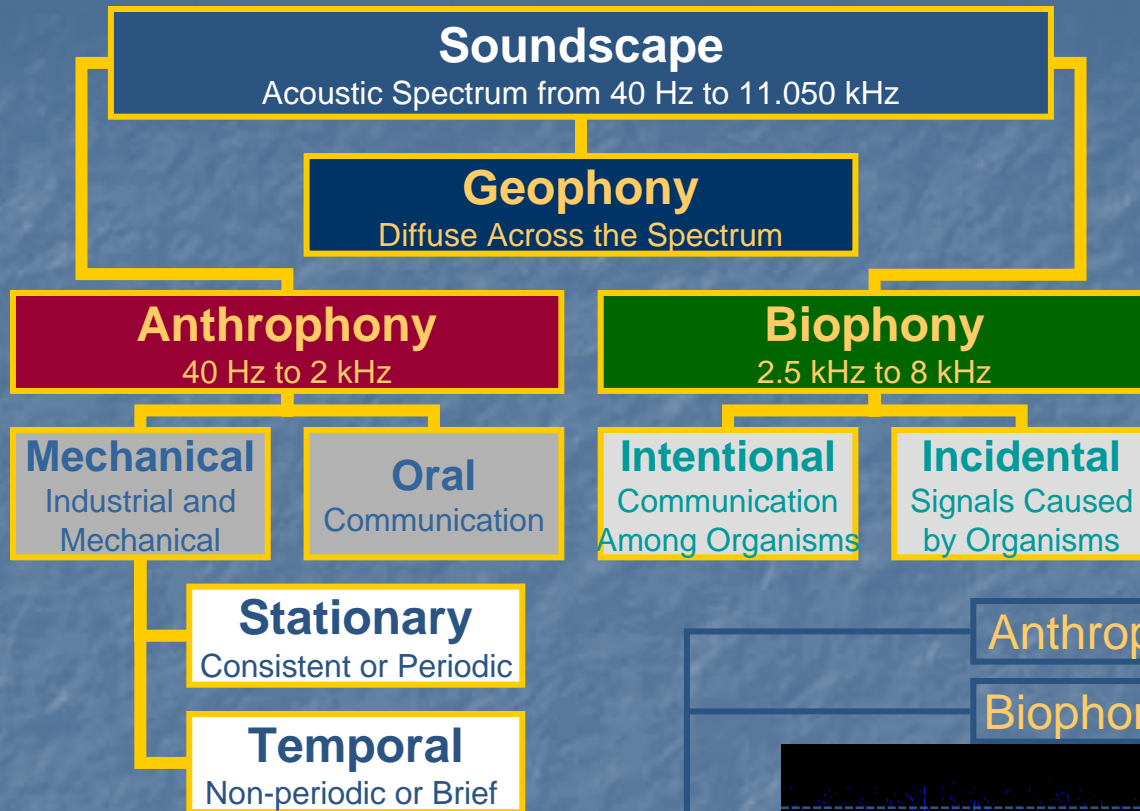 Soundscape
Acoustic Spectrum from 40 Hz to 11.050 kHz
Geophony
Diffuse Across the Spectrum
Anthrophony
40 Hz to 2 kHz
Biophony
2.5 kHz to 8 kHz
Mechanical
Industrial and
Mechanical
Oral
Communication
Intentional
Communication
Among Organisms
Incidental
Signals Caused
by Organisms
Stationary
Consistent or Periodic
Temporal
Non-periodic or Brief
Anthrop
Biophon